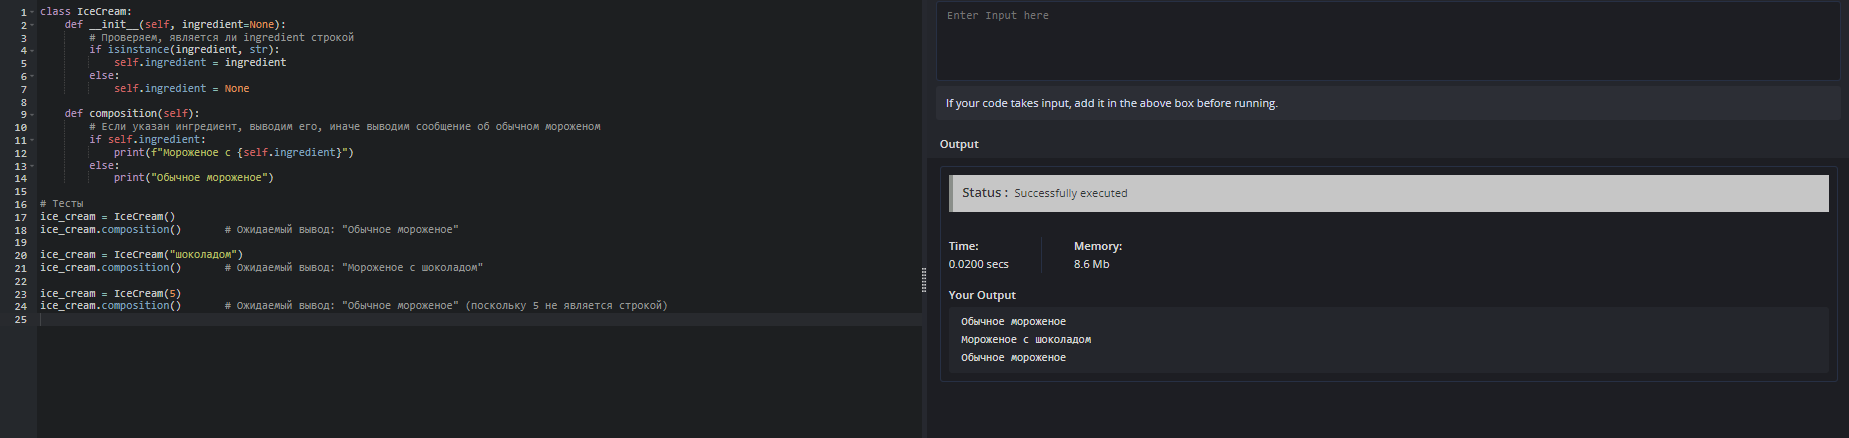 1 class IceCream:
2     def __init__(self, ingredient=None):
3         # Проверяем, является ли ingredient строкой
4         if isinstance(ingredient, str):
5             self.ingredient = ingredient
6         else:
7             self.ingredient = None
8
9     def composition(self):
10         # Если указан ингредиент, выводим его, иначе выводим сообщение об обычном мороженом
11         if self.ingredient:
12             print(f"Мороженое с {self.ingredient}")
13         else:
14             print("Обычное мороженое")
15
16 # Тесты
17 ice_cream = IceCream()
18 ice_cream.composition()       # Ожидаемый вывод: "Обычное мороженое"
19
20 ice_cream = IceCream("шоколадом")
21 ice_cream.composition()       # Ожидаемый вывод: "Мороженое с шоколадом"
22
23 ice_cream = IceCream(5)
24 ice_cream.composition()       # Ожидаемый вывод: "Обычное мороженое" (поскольку 5 не является строкой)
25
Enter Input here
If your code takes input, add it in the above box before running.
Output
Status : Successfully executed
Time:
0.0200 secs
Memory:
8.6 Mb
Your Output
Обычное мороженое
Мороженое с шоколадом
Обычное мороженое